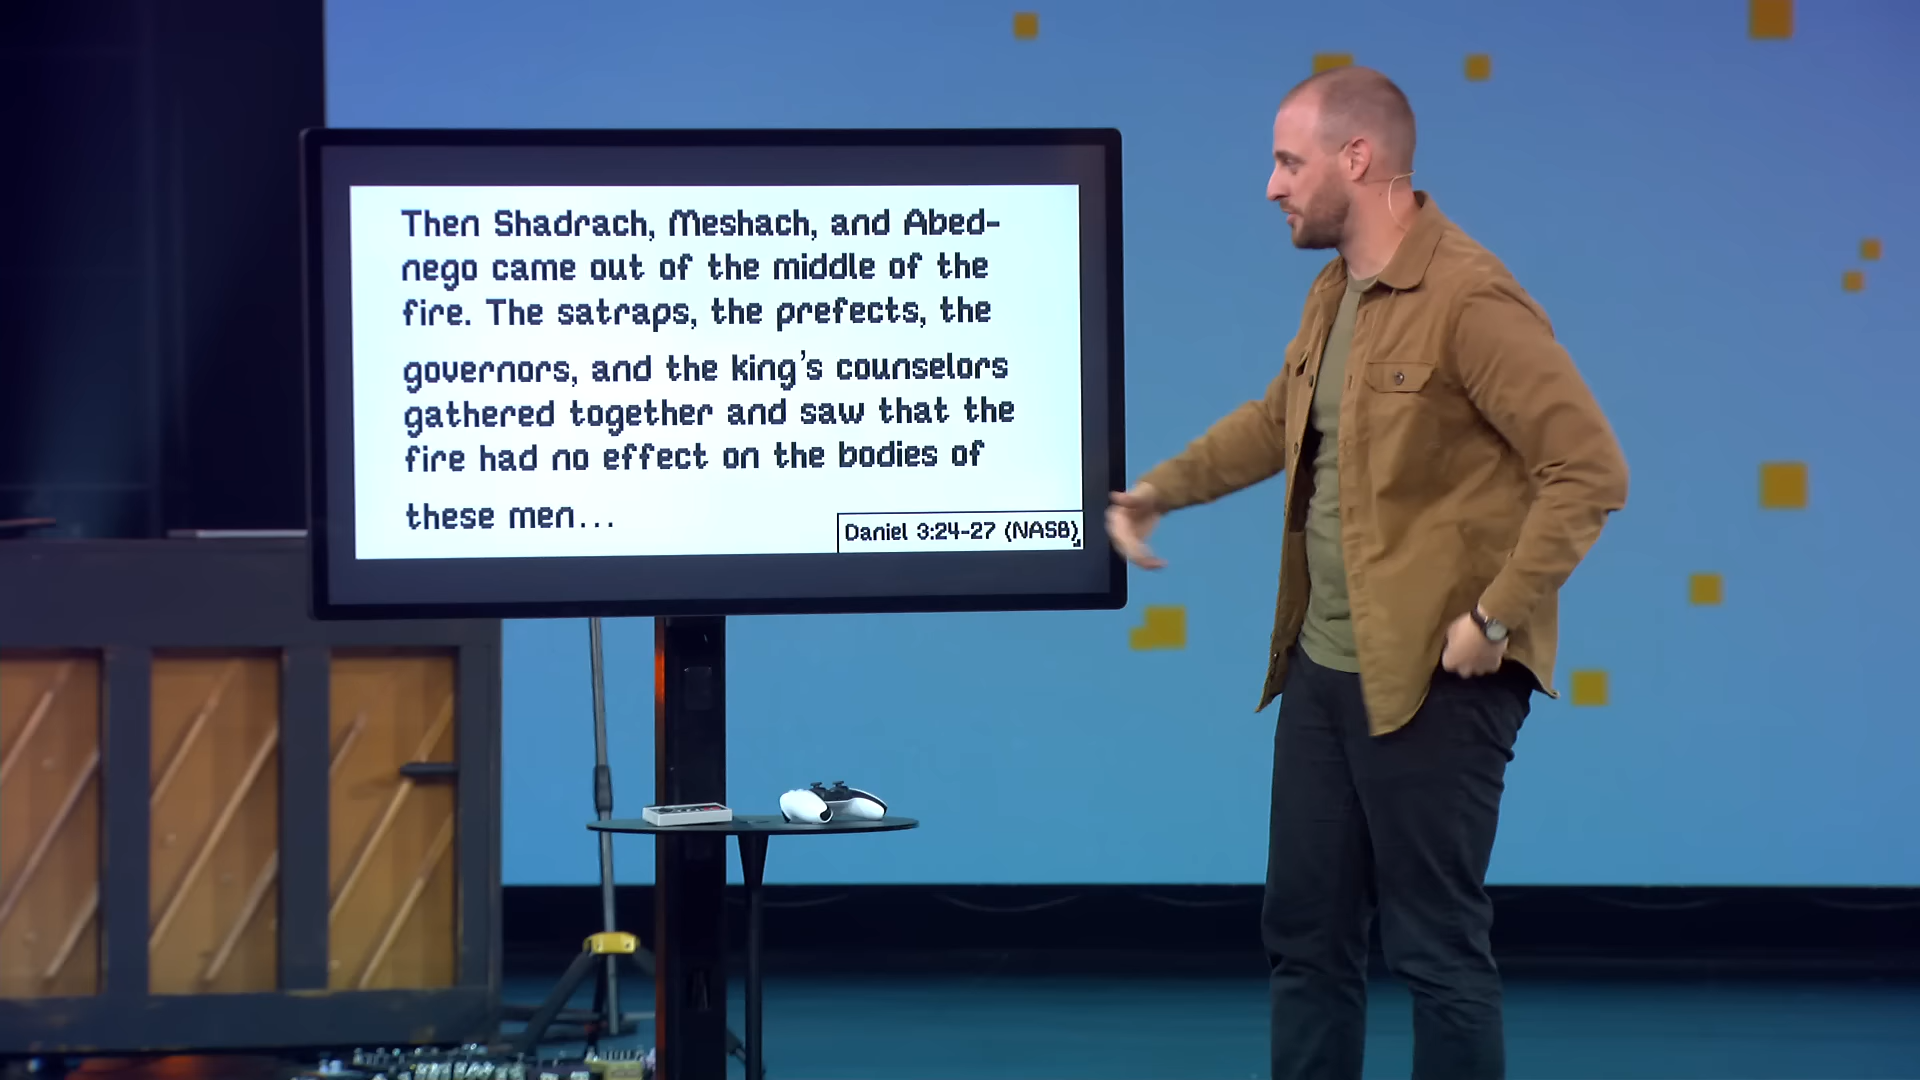 Then Shadrach, Meshach, and Abed-
nego came out of the middle of the
fire. The satraps, the prefects, the
governors, and the king's counselors
gathered together and saw that the
fire had no effect on the bodies of
these men...
Daniel 3:24-27 (NASB)